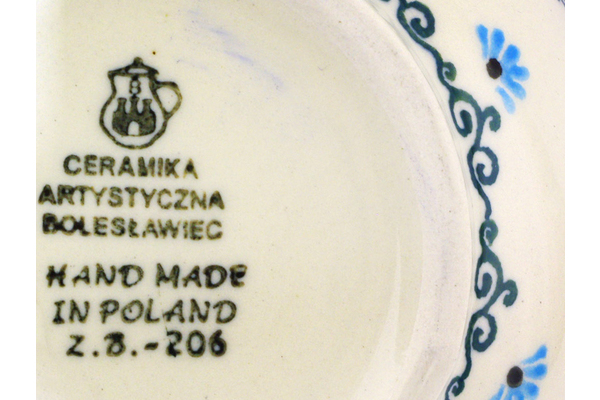 CERAMIKA
ARTYSTYCZNA
BOLESŁAWIEC
HAND MADE
IN POLAND
Z.B.-206